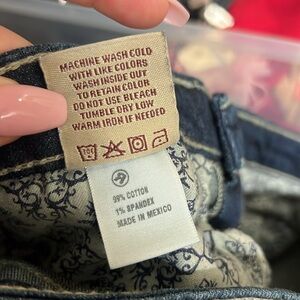 MACHINE WASH COLD
WITH LIKE COLORS
WASH INSIDE OUT
TO RETAIN COLOR
DO NOT USE BLEACH
TUMBLE DRY LOW
WARM IRON IF NEEDED
99% COTTON
1% SPANDEX
MADE IN MEXICO